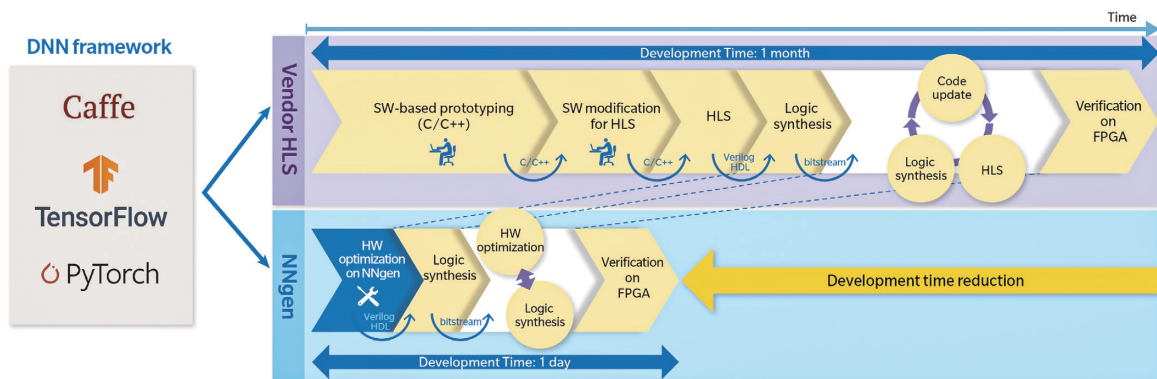 Time
DNN framework
Caffe
TensorFlow
PyTorch
Vendor HLS
Development Time: 1 month
SW-based prototyping
(C/C++)
C/C++
SW modification
for HLS
C/C++
HLS
Verilog
HDL
Logic
synthesis
bitstream
Code
update
Logic
synthesis
HLS
Verification
on
FPGA
NNgen
HW
optimization
on NNgen
Verilog
HDL
Logic
synthesis
bitstream
HW
optimization
Logic
synthesis
Verification
on
FPGA
Development time reduction
Development Time: 1 day